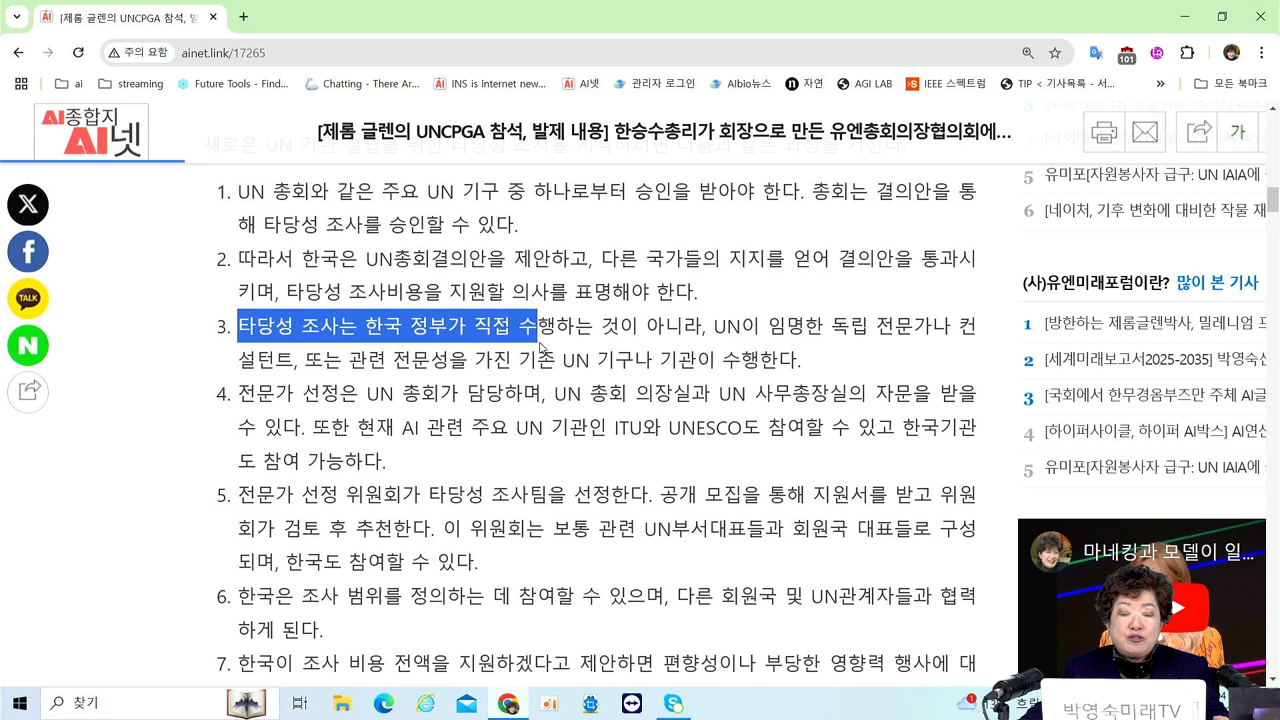 [제롬 글렌의 UNCPGA 참석, 발
주의 요함
ainet.link/17265
101
ai
streaming
Future Tools - Find...
Chatting - There Ar...
INS is internet new...
AI넷
관리자 로그인
AIbio뉴스
자연
AGI LAB
IEEE 스펙트럼
TIP < 기사목록 - 서...
»
모든 북마크
AI종합지
AI넷
[제롬 글렌의 UNCPGA 참석, 발제 내용] 한승수총리가 회장으로 만든 유엔총회의장협의회에...
가
1. UN 총회와 같은 주요 UN 기구 중 하나로부터 승인을 받아야 한다. 총회는 결의안을 통
해 타당성 조사를 승인할 수 있다.
2. 따라서 한국은 UN총회결의안을 제안하고, 다른 국가들의 지지를 얻어 결의안을 통과시
키며, 타당성 조사비용을 지원할 의사를 표명해야 한다.
3. 타당성 조사는 한국 정부가 직접 수행하는 것이 아니라, UN이 임명한 독립 전문가나 컨
설턴트, 또는 관련 전문성을 가진 기존 UN 기구나 기관이 수행한다.
4. 전문가 선정은 UN 총회가 담당하며, UN 총회 의장실과 UN 사무총장실의 자문을 받을
수 있다. 또한 현재 AI 관련 주요 UN 기관인 ITU와 UNESCO도 참여할 수 있고 한국기관
도 참여 가능하다.
5. 전문가 선정 위원회가 타당성 조사팀을 선정한다. 공개 모집을 통해 지원서를 받고 위원
회가 검토 후 추천한다. 이 위원회는 보통 관련 UN부서대표들과 회원국 대표들로 구성
되며, 한국도 참여할 수 있다.
6. 한국은 조사 범위를 정의하는 데 참여할 수 있으며, 다른 회원국 및 UN관계자들과 협력
하게 된다.
7. 한국이 조사 비용 전액을 지원하겠다고 제안하면 편향성이나 부당한 영향력 행사에 대
X
f
TALK
N
5 유미포[자원봉사자 급구: UN IAIA에
6 [네이처, 기후 변화에 대비한 작물 재
(사)유엔미래포럼이란? 많이 본 기사
1 [방한하는 제롬글렌박사, 밀레니엄 프
2 [세계미래보고서2025-2035] 박영숙
3 [국회에서 한무경옴부즈만 주체 AI글
4 [하이퍼사이클, 하이퍼 AI박스] AI연산
5 유미포[자원봉사자 급구: UN IAIA에
마네킹과 모델이 일...
박영숙미래TV
찾기
1